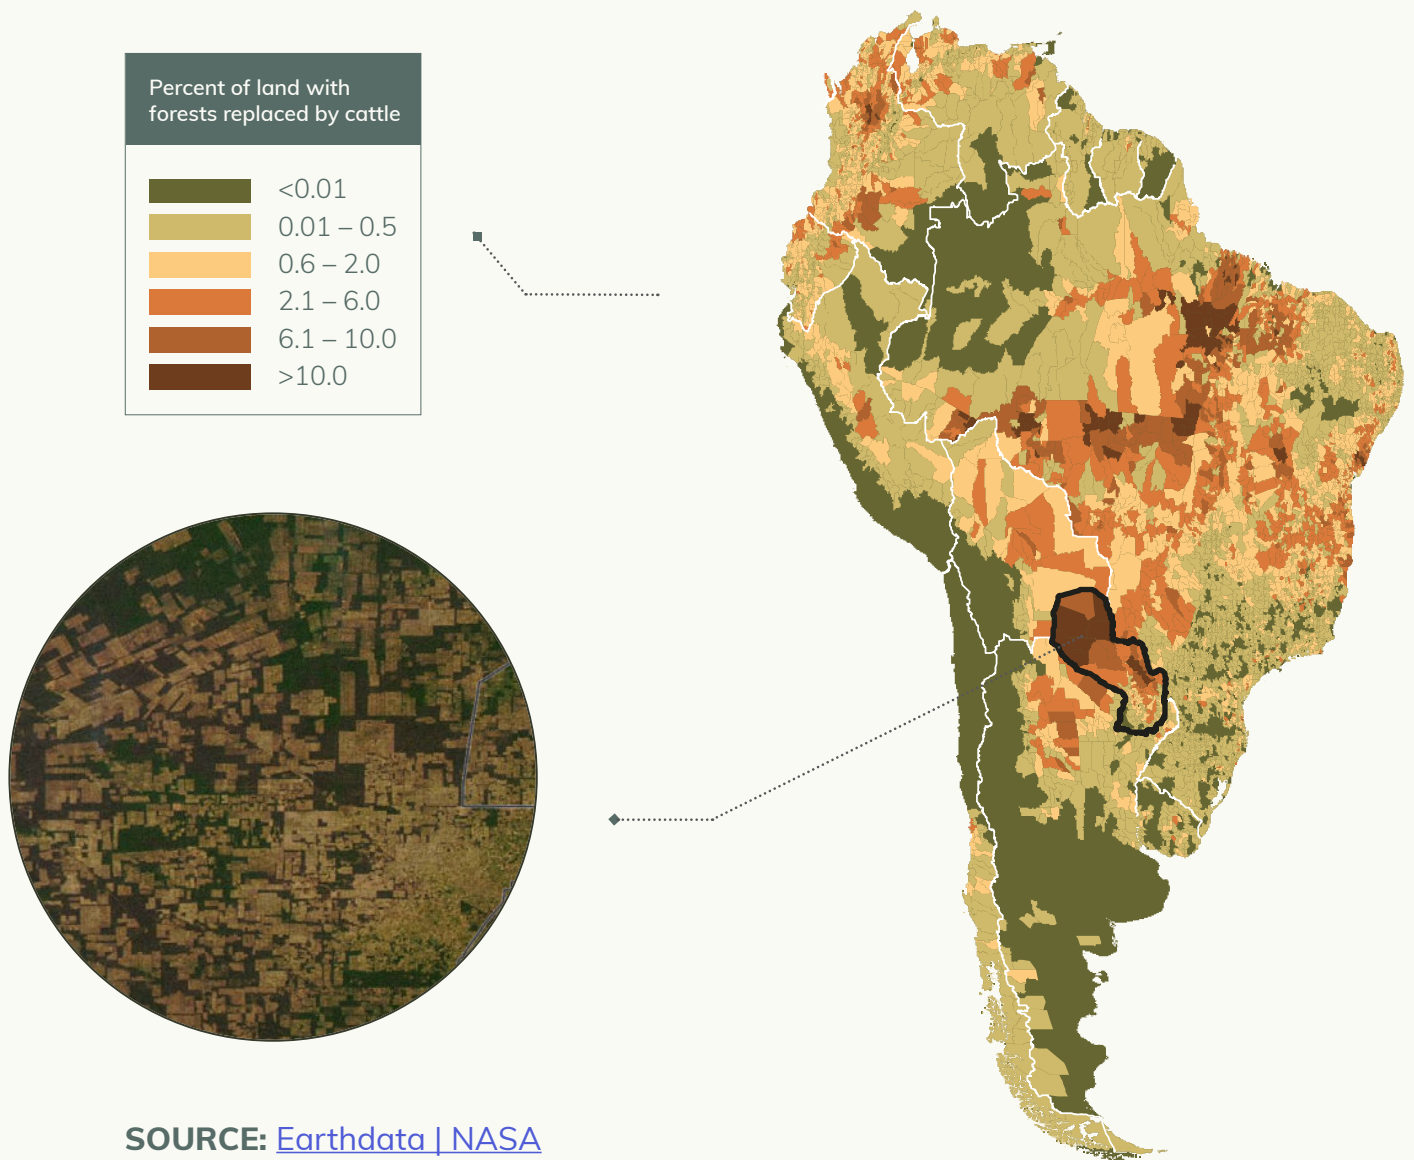 Percent of land with
forests replaced by cattle
<0.01
0.01 – 0.5
0.6 – 2.0
2.1 – 6.0
6.1 – 10.0
>10.0
SOURCE: Earthdata | NASA